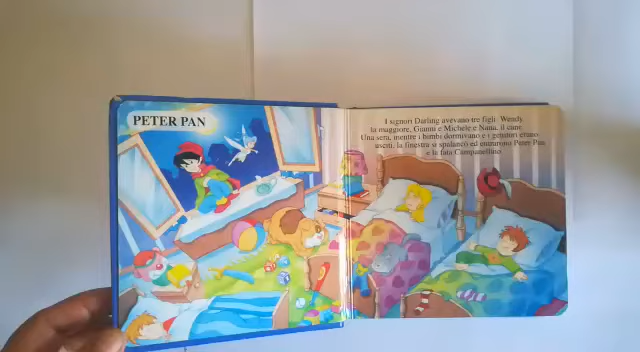 PETER PAN
I signori Darling avevano tre figli: Wendy,
la maggiore, Gianni e Michele e Nana, il cane.
Una sera, mentre i bimbi dormivano e i genitori erano
usciti, la finestra si spalancò ed entrarono Peter Pan
e la fata Campanellino.